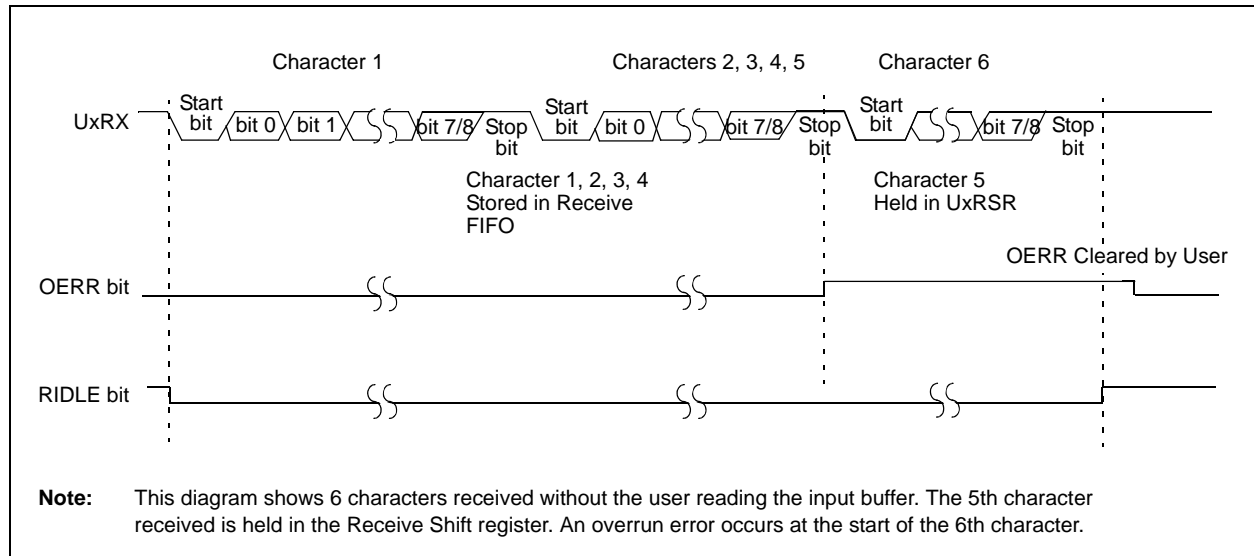 Character 1
Characters 2, 3, 4, 5
Character 6
UxRX
Start
bit
bit 0
bit 1
bit 7/8
Stop
bit
Start
bit
bit 0
bit 7/8
Stop
bit
Start
bit
bit 7/8
Stop
bit
Character 1, 2, 3, 4
Stored in Receive
FIFO
Character 5
Held in UxRSR
OERR Cleared by User
OERR bit
RIDLE bit
Note: This diagram shows 6 characters received without the user reading the input buffer. The 5th character
received is held in the Receive Shift register. An overrun error occurs at the start of the 6th character.